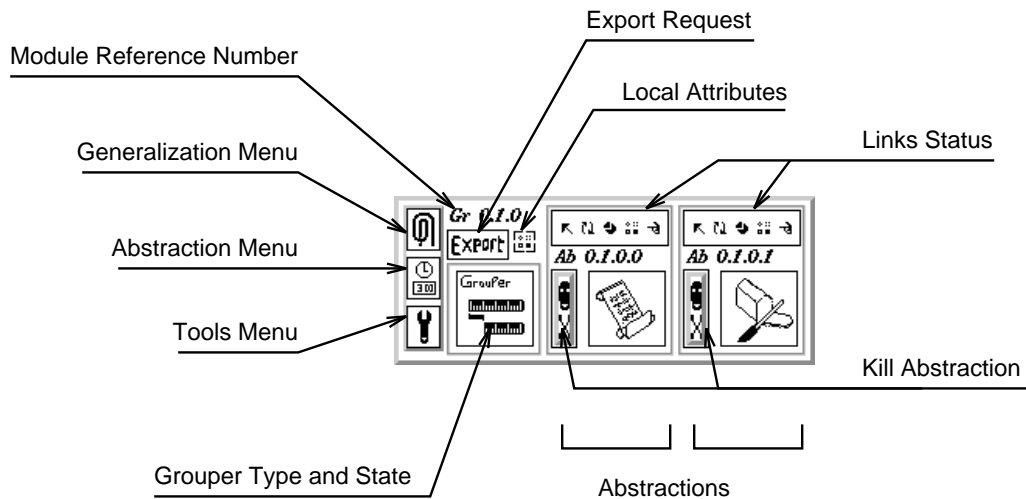 Export Request
Module Reference Number
Local Attributes
Links Status
Generalization Menu
Gr 0.1.0
Export
Abstraction Menu
Ab 0.1.0.0
Ab 0.1.0.1
Grouper
Tools Menu
Kill Abstraction
Grouper Type and State
Abstractions